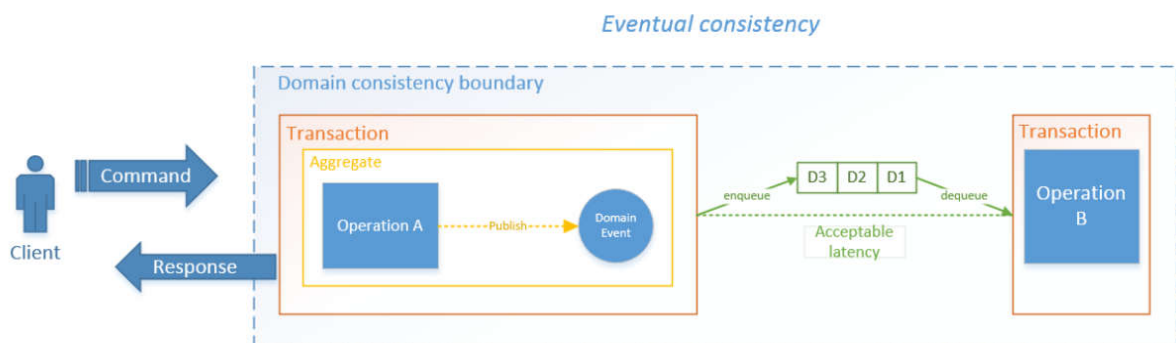 Eventual consistency
Domain consistency boundary
Transaction
Aggregate
Command
Client
Response
Operation A
Publish
Domain
Event
enqueue
D3 D2 D1
dequeue
Acceptable
latency
Transaction
Operation
B